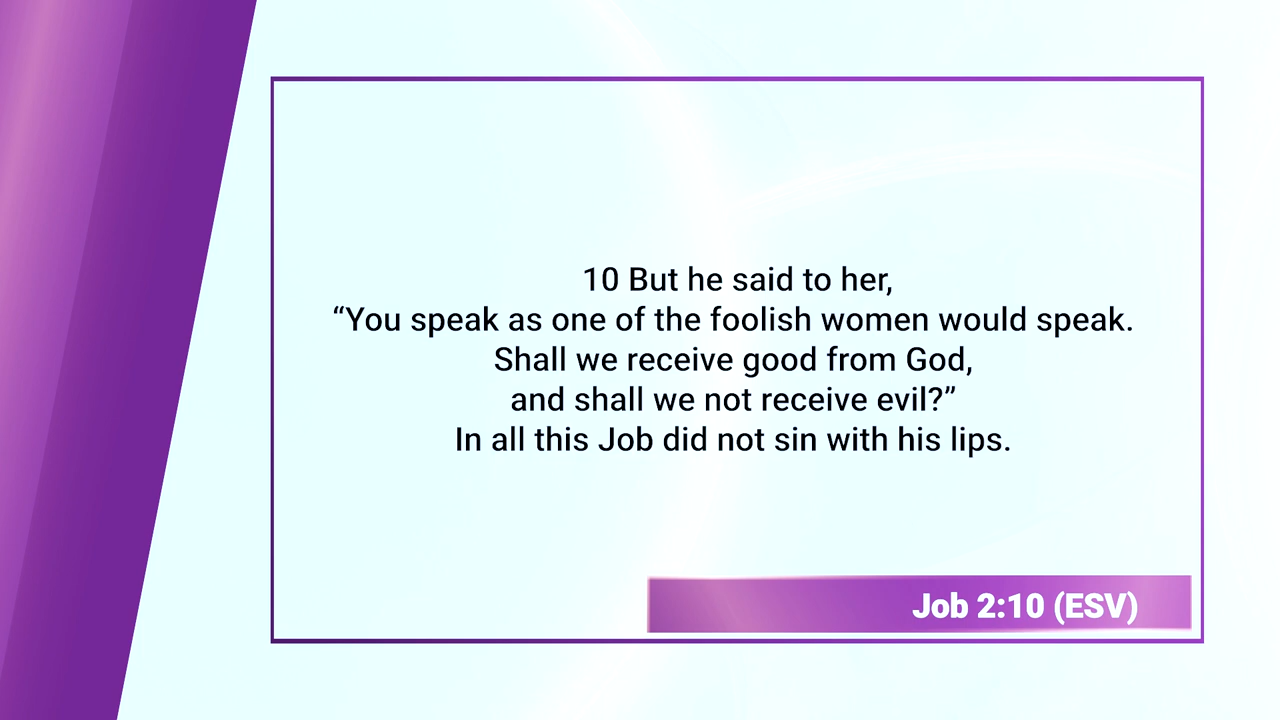 10 But he said to her,
“You speak as one of the foolish women would speak.
Shall we receive good from God,
and shall we not receive evil?”
In all this Job did not sin with his lips.
Job 2:10 (ESV)